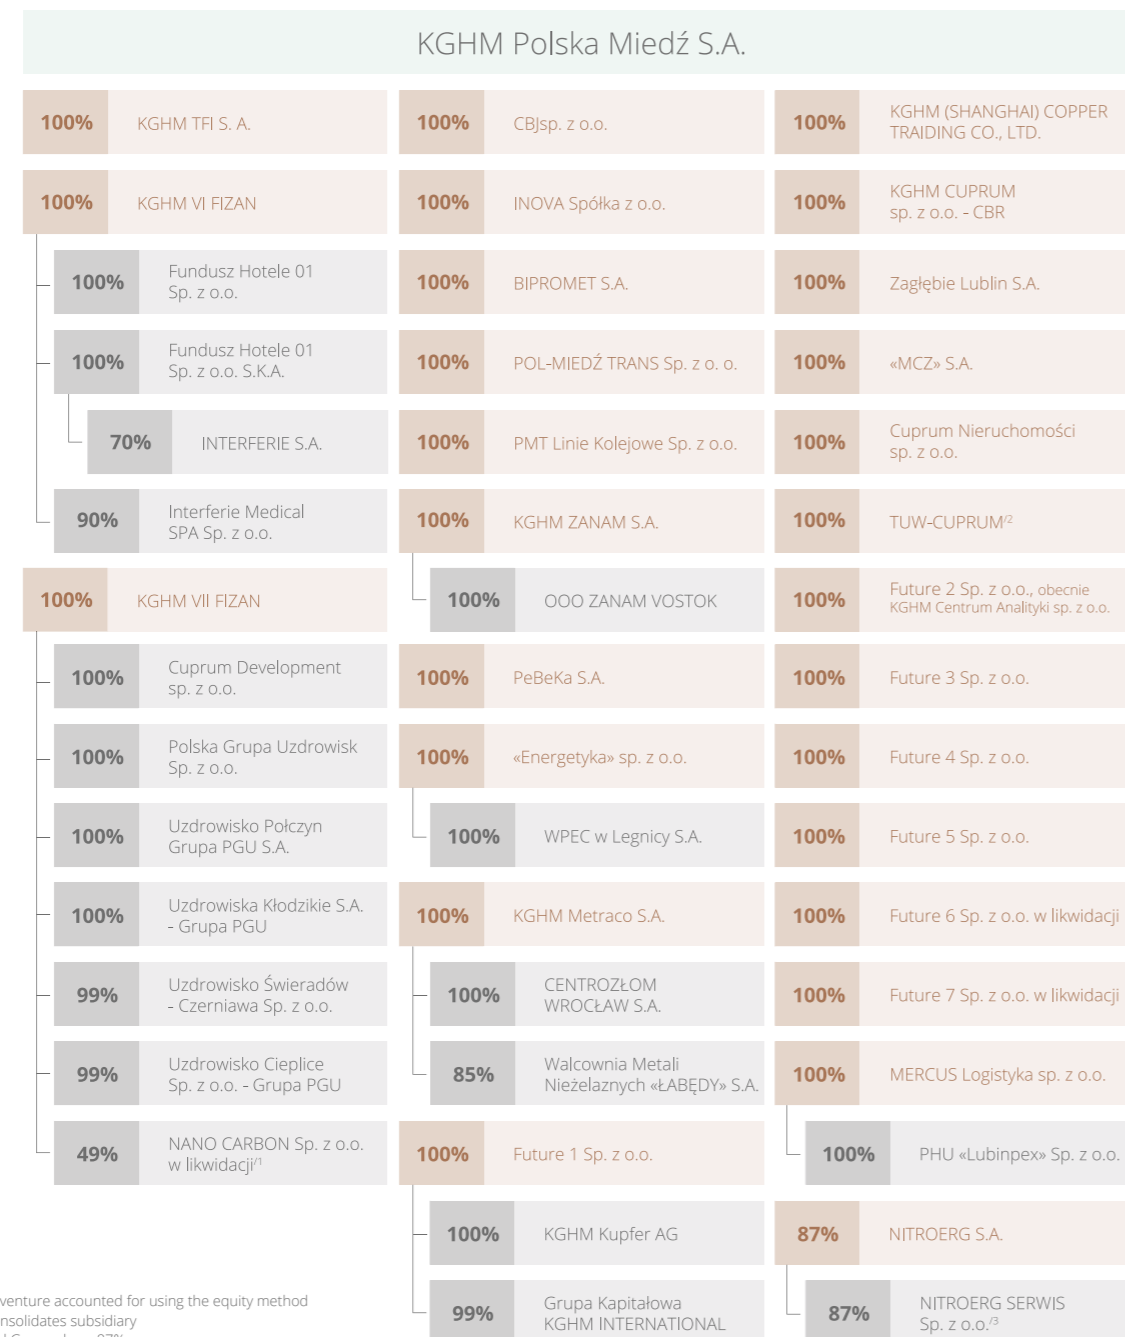 KGHM Polska Miedź S.A.
100%
KGHM TFI S. A.
100%
KGHM VI FIZAN
100%
Fundusz Hotele 01
Sp. z o.o.
100%
Fundusz Hotele 01
Sp. z o.o. S.K.A.
70%
INTERFERIE S.A.
90%
Interferie Medical
SPA Sp. z o.o.
100%
KGHM VII FIZAN
100%
Cuprum Development
sp. z o.o.
100%
Polska Grupa Uzdrowisk
Sp. z o.o.
100%
Uzdrowisko Połczyn
Grupa PGU S.A.
100%
Uzdrowiska Kłodzikie S.A.
- Grupa PGU
99%
Uzdrowisko Świeradów
- Czerniawa Sp. z o.o.
99%
Uzdrowisko Cieplice
Sp. z o.o. - Grupa PGU
49%
NANO CARBON Sp. z o.o.
w likwidacji/1
100%
CBJsp. z o.o.
100%
INOVA Spółka z o.o.
100%
BIPROMET S.A.
100%
POL-MIEDŹ TRANS Sp. z o. o.
100%
PMT Linie Kolejowe Sp. z o.o.
100%
KGHM ZANAM S.A.
100%
OOO ZANAM VOSTOK
100%
PeBeKa S.A.
100%
«Energetyka» sp. z o.o.
100%
WPEC w Legnicy S.A.
100%
KGHM Metraco S.A.
100%
CENTROZŁOM
WROCŁAW S.A.
85%
Walcownia Metali
Nieżelaznych «ŁABĘDY» S.A.
100%
Future 1 Sp. z o.o.
100%
KGHM Kupfer AG
99%
Grupa Kapitałowa
KGHM INTERNATIONAL
100%
KGHM (SHANGHAI) COPPER
TRAIDING CO., LTD.
100%
KGHM CUPRUM
sp. z o.o. - CBR
100%
Zagłębie Lublin S.A.
100%
«MCZ» S.A.
100%
Cuprum Nieruchomości
sp. z o.o.
100%
TUW-CUPRUM/2
100%
Future 2 Sp. z o.o., obecnie
KGHM Centrum Analityki sp. z o.o.
100%
Future 3 Sp. z o.o.
100%
Future 4 Sp. z o.o.
100%
Future 5 Sp. z o.o.
100%
Future 6 Sp. z o.o. w likwidacji
100%
Future 7 Sp. z o.o. w likwidacji
100%
MERCUS Logistyka sp. z o.o.
100%
PHU «Lubinpex» Sp. z o.o.
87%
NITROERG S.A.
87%
NITROERG SERWIS
Sp. z o.o./3
venture accounted for using the equity method
subsidiary